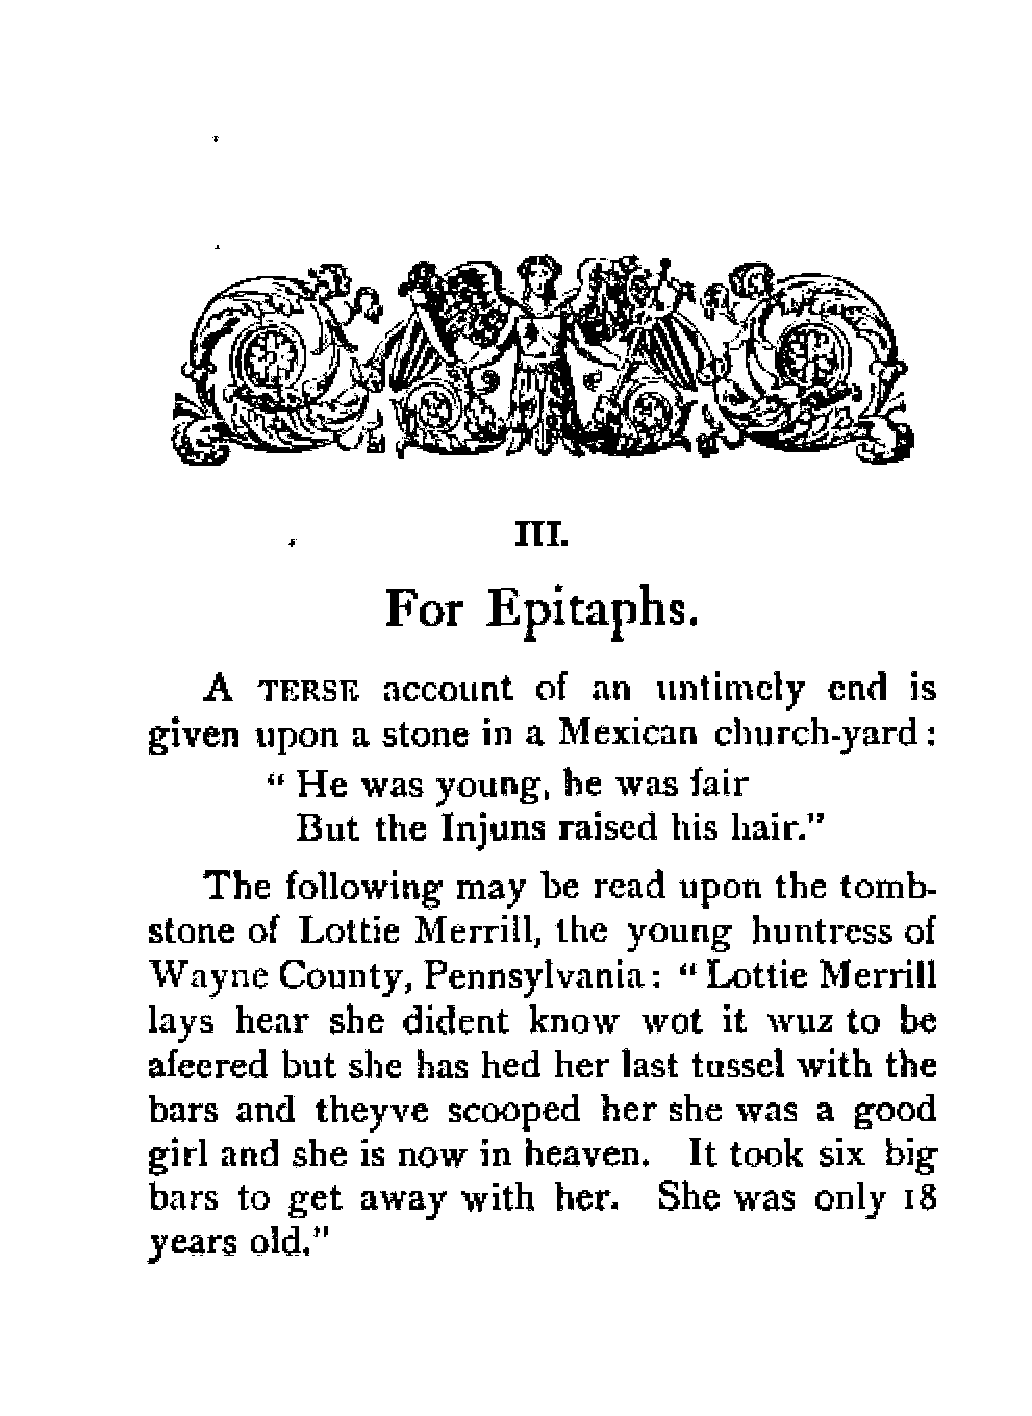 III.
For Epitaphs.
A TERSE account of an untimely end is
given upon a stone in a Mexican church-yard :
“ He was young, he was fair
But the Injuns raised his hair.”
The following may be read upon the tomb-
stone of Lottie Merrill, the young huntress of
Wayne County, Pennsylvania : “ Lottie Merrill
lays hear she dident know wot it wuz to be
afeered but she has hed her last tussel with the
bars and theyve scooped her she was a good
girl and she is now in heaven. It took six big
bars to get away with her. She was only 18
years old.”